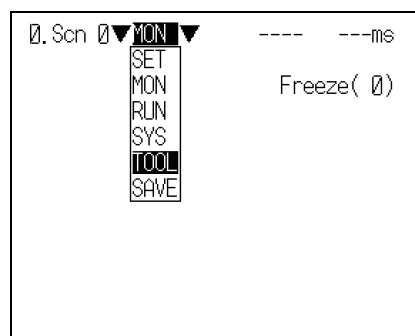 0.Scn 0▼MON ▼ ---- ---ms
SET
MON Freeze( 0)
RUN
SYS
TOOL
SAVE